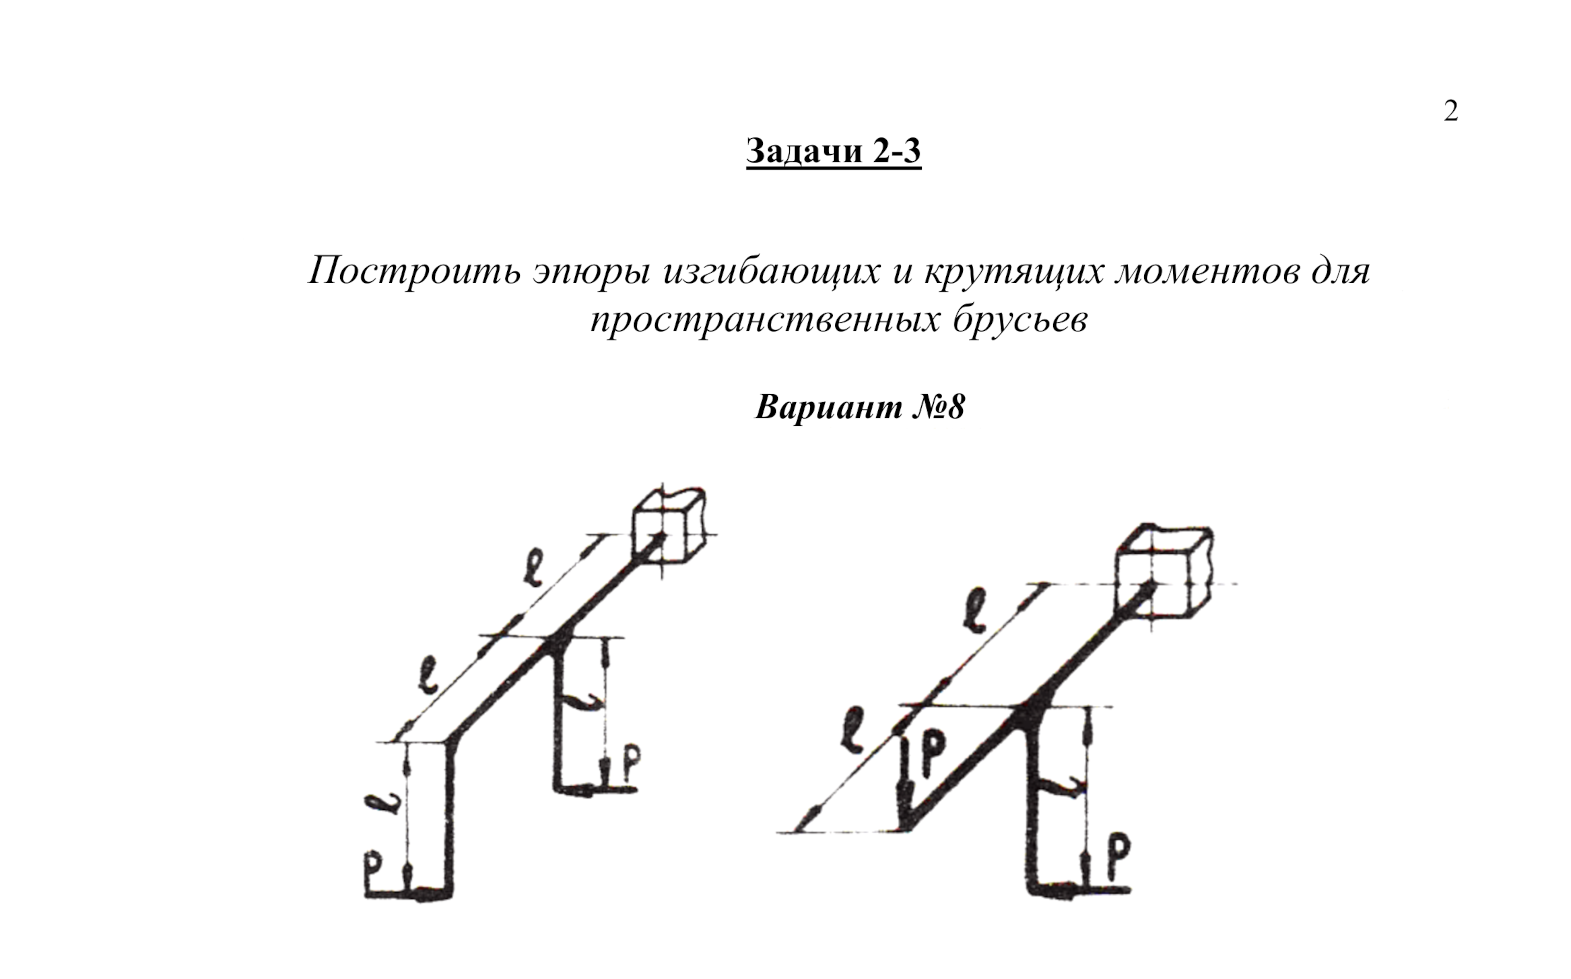 2
Задачи 2-3
Построить эпюры изгибающих и крутящих моментов для
пространственных брусьев
Вариант №8
ℓ
ℓ
ℓ
ℓ
P
P
ℓ
ℓ
P
ℓ
P